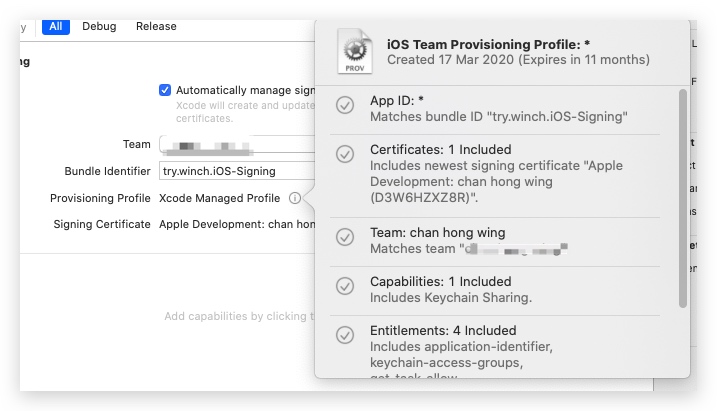 All Debug Release
iOS Team Provisioning Profile: *
Created 17 Mar 2020 (Expires in 11 months)
PROV
ng
Automatically manage sign
Xcode will create and update
certificates.
Team
Bundle Identifier try.winch.iOS-Signing
Provisioning Profile Xcode Managed Profile
Signing Certificate Apple Development: chan hon
Add capabilities by clicking t
App ID: *
Matches bundle ID "try.winch.iOS-Signing"
Certificates: 1 Included
Includes newest signing certificate "Apple
Development: chan hong wing
(D3W6HZXZ8R)".
Team: chan hong wing
Matches team "
Capabilities: 1 Included
Includes Keychain Sharing.
Entitlements: 4 Included
Includes application-identifier,
keychain-access-groups,
get-task-allow